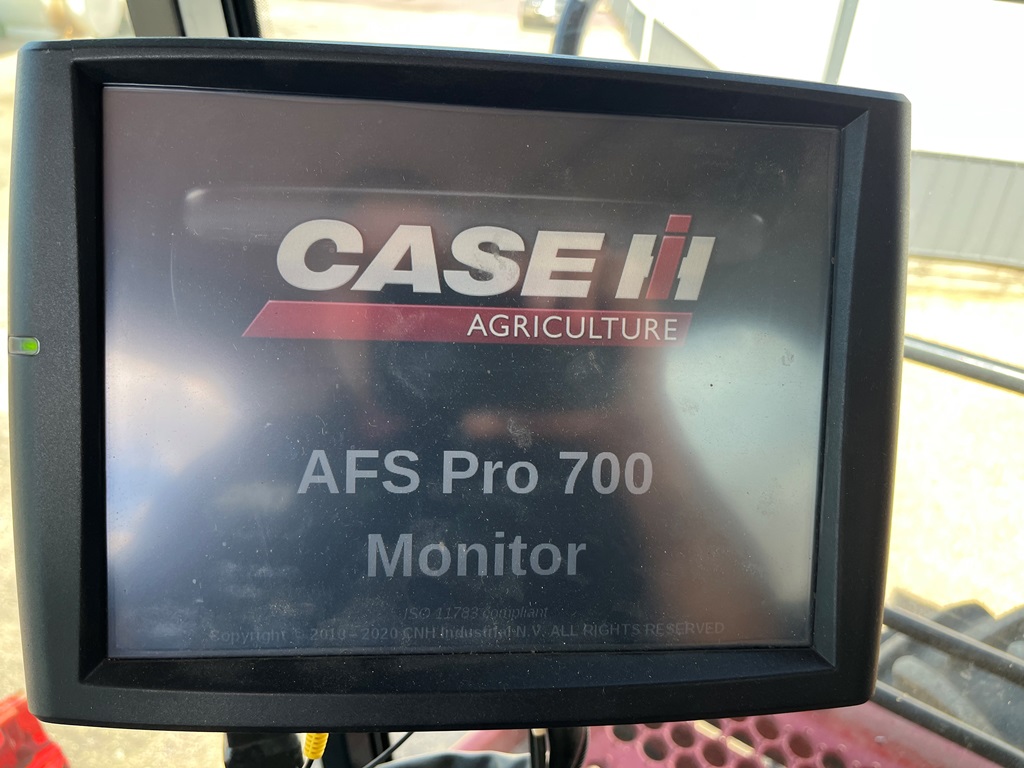 CASE IH
AGRICULTURE
AFS Pro 700
Monitor
ISO 11783 compliant
Copyright © 2010 - 2020 CNH Industrial N.V. ALL RIGHTS RESERVED